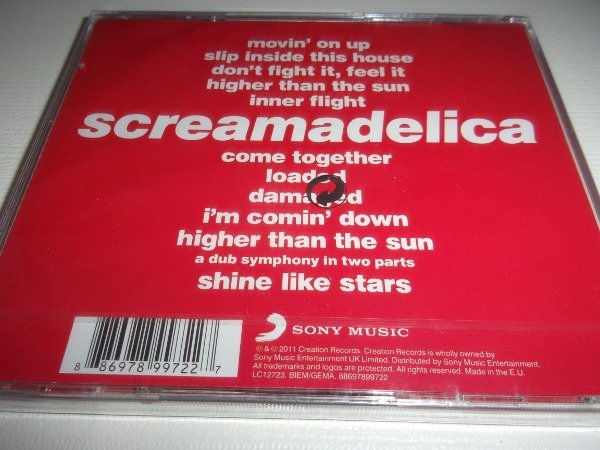 movin' on up
slip inside this house
don't fight it, feel it
higher than the sun
inner flight
screamadelica
come together
loaded
damaged
i'm comin' down
higher than the sun
a dub symphony in two parts
shine like stars
SONY MUSIC
℗ & © 2011 Creation Records. Creation Records is wholly owned by
Sony Music Entertainment UK Limited. Distributed by Sony Music Entertainment.
All trademarks and logos are protected. All rights reserved. Made in the E.U.
LC12723. BIEM/GEMA. 88697899722
8 86978 99722 7